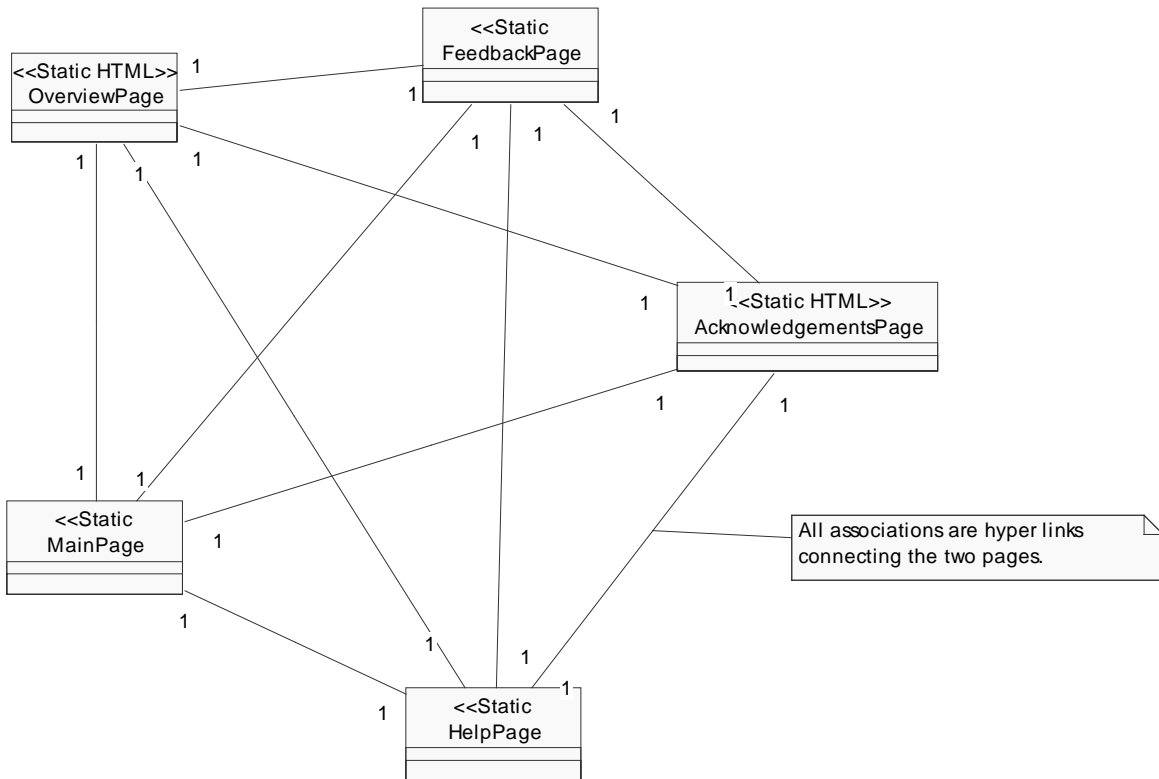 <<Static
FeedbackPage
<<Static HTML>>
OverviewPage
1
1
1
1
1
1
1
1
1
1
<<Static HTML>>
AcknowledgementsPage
1
1
1
1
<<Static
MainPage
1
All associations are hyper links
connecting the two pages.
1
1
1
1
1
<<Static
HelpPage